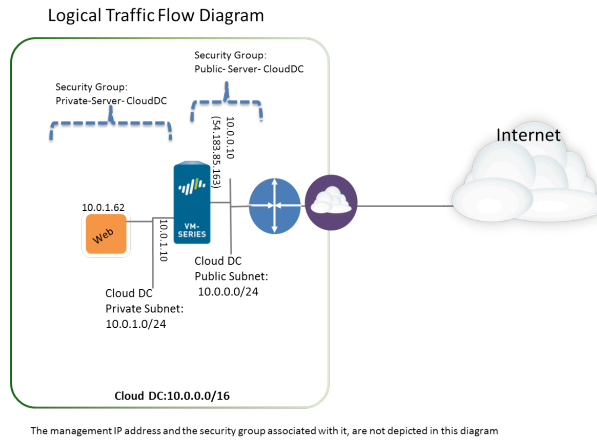 Logical Traffic Flow Diagram
Security Group:
Public- Server- CloudDC
Security Group:
Private-Server- CloudDC
10.0.0.10
(54.183.85.163)
Internet
10.0.1.62
Web
10.0.1.10
VM-
SERIES
Cloud DC
Public Subnet:
10.0.0.0/24
Cloud DC
Private Subnet:
10.0.1.0/24
Cloud DC:10.0.0.0/16
The management IP address and the security group associated with it, are not depicted in this diagram